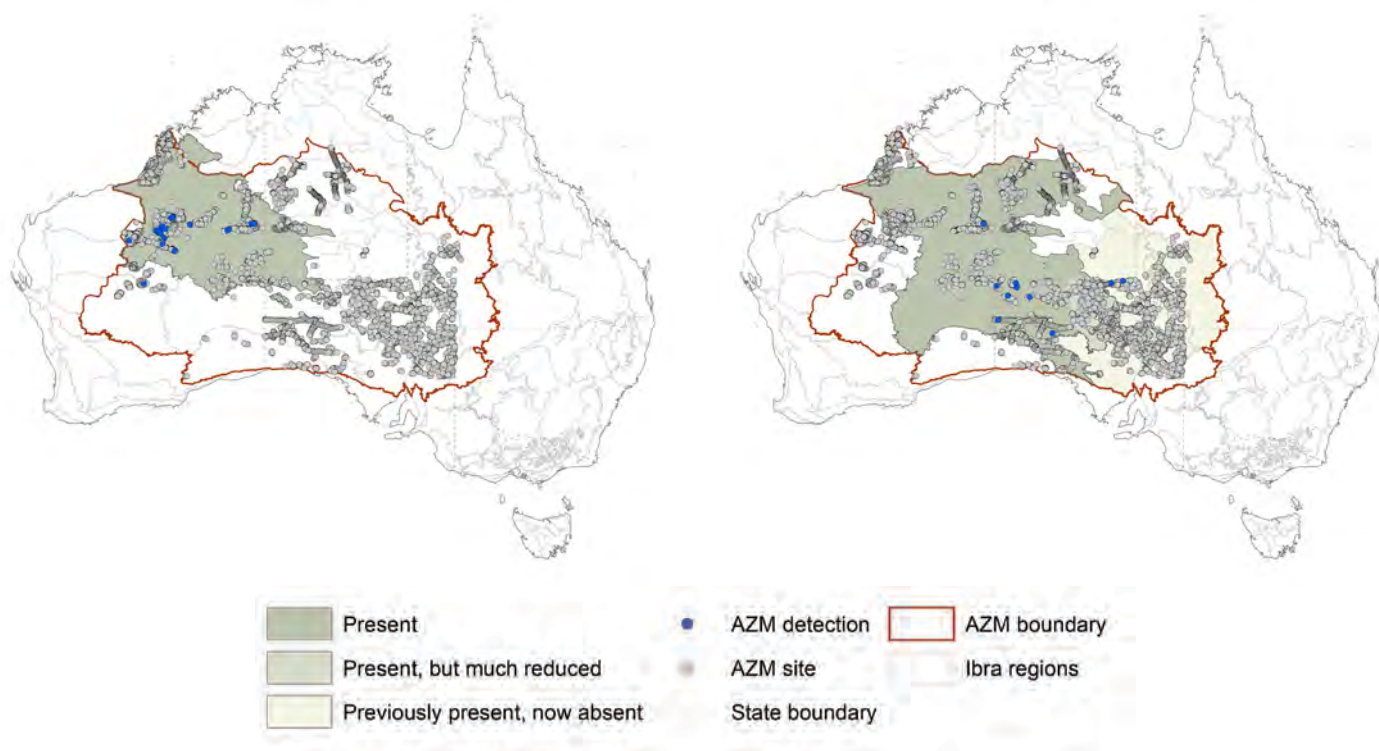 Present
AZM detection
AZM boundary
Present, but much reduced
AZM site
Ibra regions
Previously present, now absent
State boundary